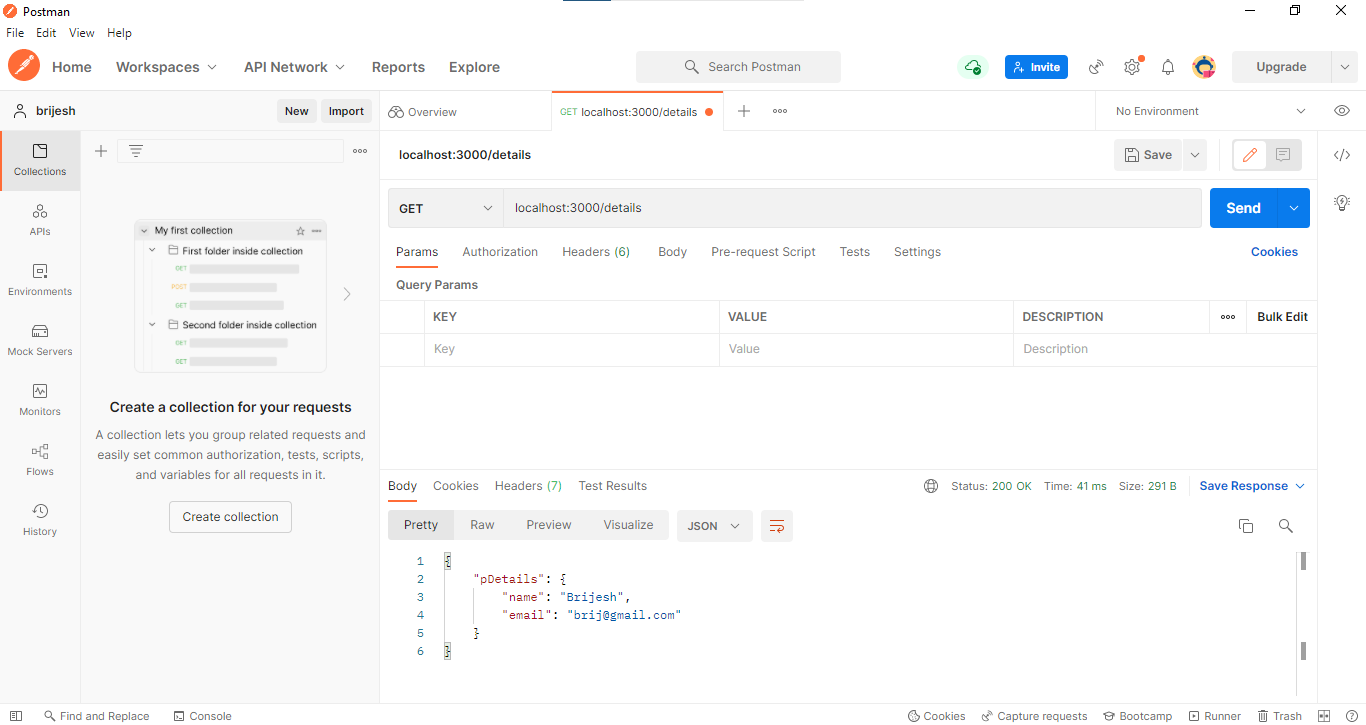 Postman
File Edit View Help
Home Workspaces API Network Reports Explore Search Postman Invite Upgrade
brijesh New Import Overview GET localhost:3000/details No Environment
Collections
APIs
Environments
Mock Servers
Monitors
Flows
History
My first collection
First folder inside collection
GET
POST
GET
Second folder inside collection
GET
GET
Create a collection for your requests
A collection lets you group related requests and
easily set common authorization, tests, scripts,
and variables for all requests in it.
Create collection
localhost:3000/details Save
GET localhost:3000/details Send
Params Authorization Headers (6) Body Pre-request Script Tests Settings Cookies
Query Params
KEY VALUE DESCRIPTION Bulk Edit
Key Value Description
Body Cookies Headers (7) Test Results Status: 200 OK Time: 41 ms Size: 291 B Save Response
Pretty Raw Preview Visualize JSON
1 {
2 "pDetails": {
3 "name": "Brijesh",
4 "email": "brij@gmail.com"
5 }
6 }
Find and Replace Console Cookies Capture requests Bootcamp Runner Trash